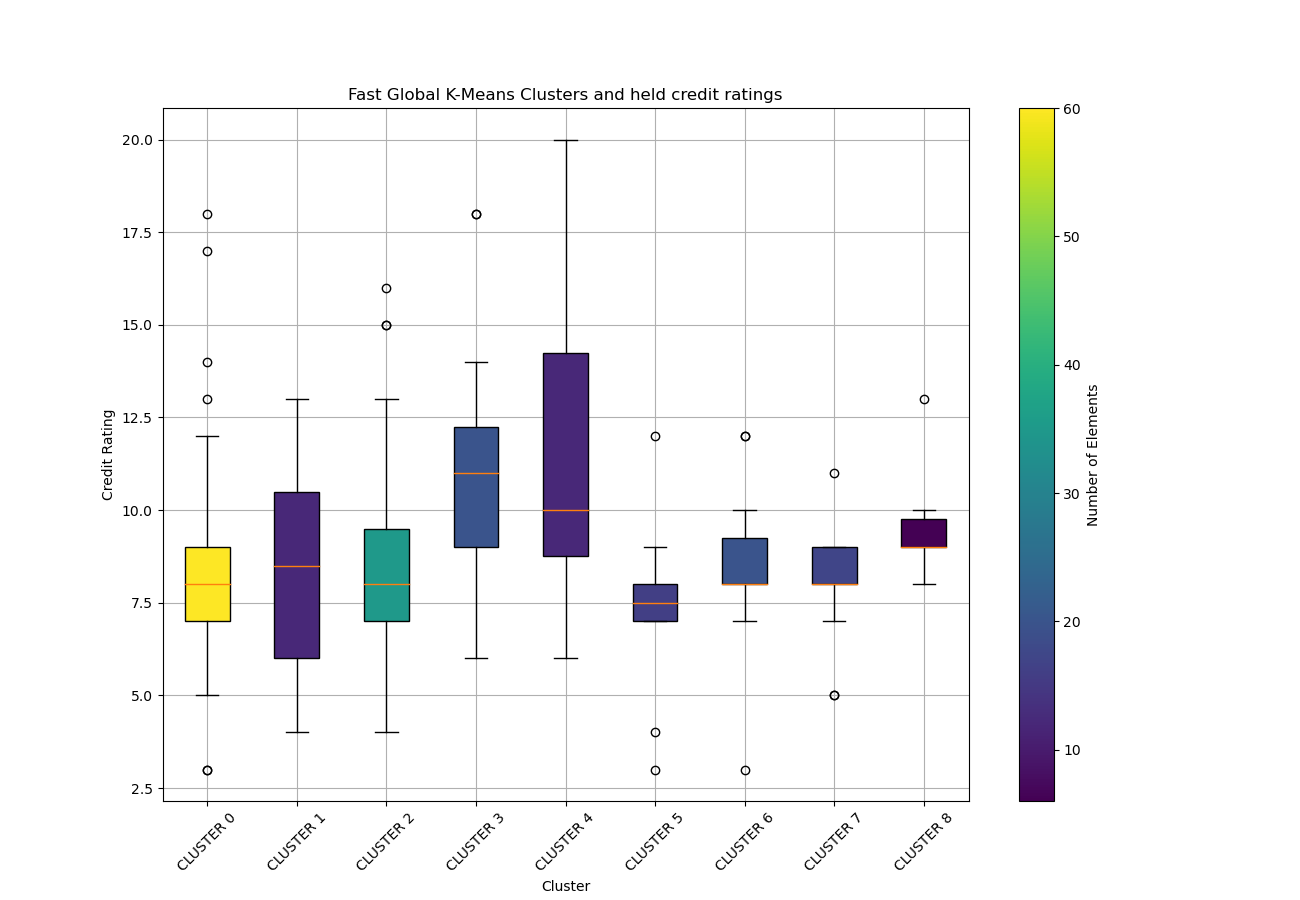 Fast Global K-Means Clusters and held credit ratings
Credit Rating
20.0
17.5
15.0
12.5
10.0
7.5
5.0
2.5
CLUSTER 0
CLUSTER 1
CLUSTER 2
CLUSTER 3
CLUSTER 4
CLUSTER 5
CLUSTER 6
CLUSTER 7
CLUSTER 8
Cluster
60
50
40
30
20
10
Number of Elements